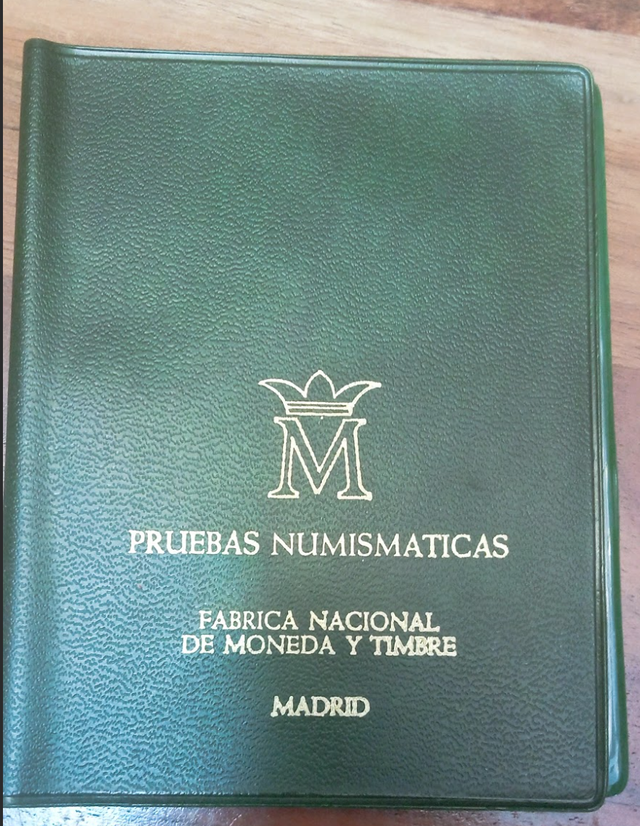 M
PRUEBAS NUMISMATICAS
FABRICA NACIONAL
DE MONEDA Y TIMBRE
MADRID